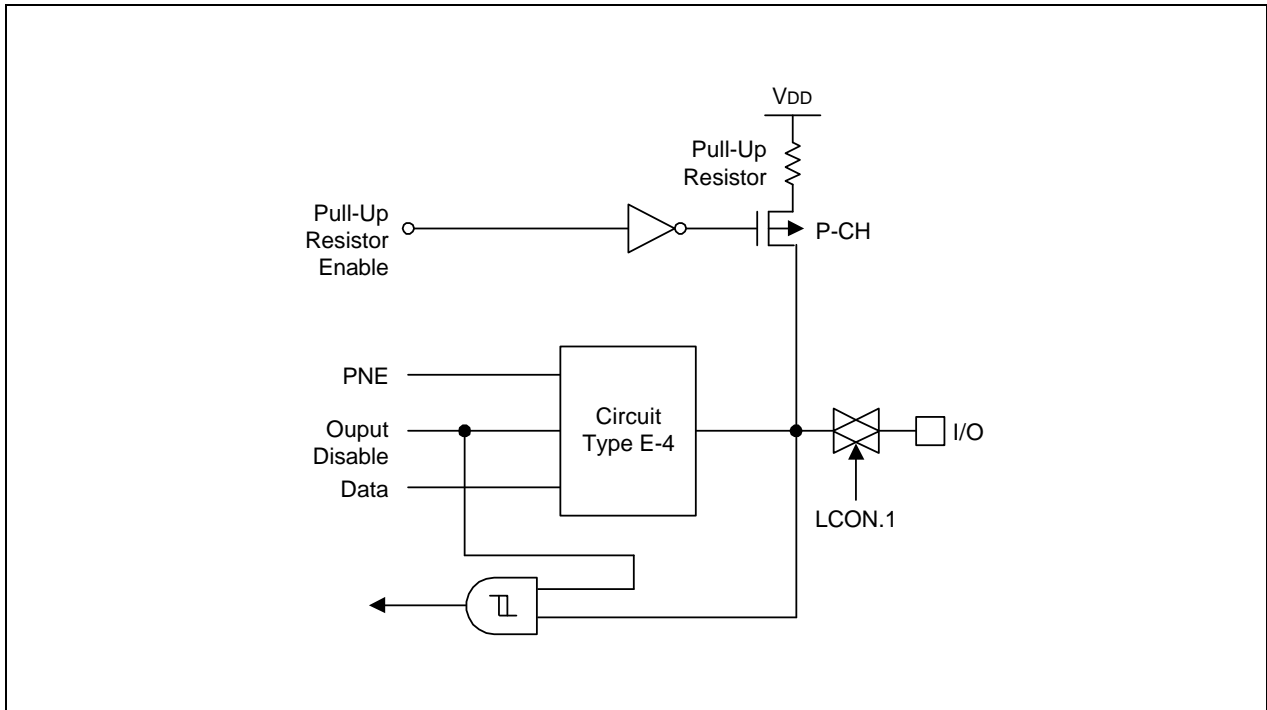 VDD
Pull-Up
Resistor
Pull-Up
Resistor
Enable
P-CH
PNE
Ouput
Disable
Data
Circuit
Type E-4
I/O
LCON.1